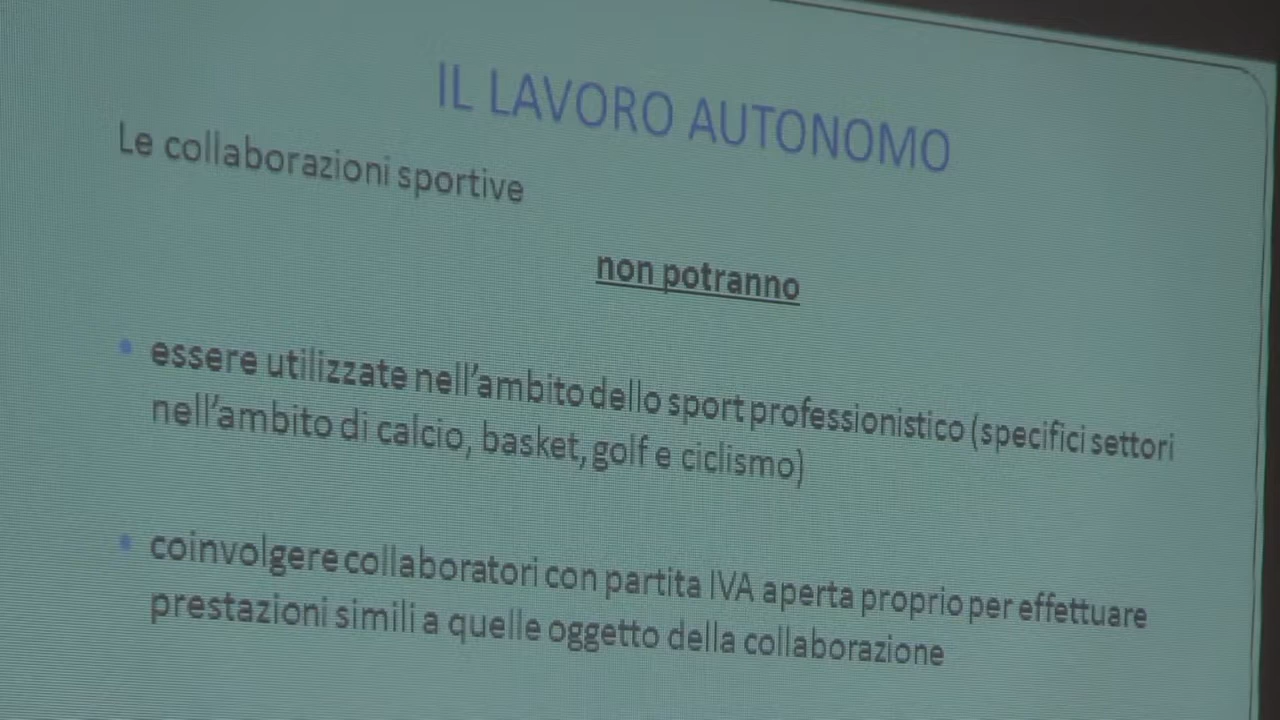 IL LAVORO AUTONOMO
Le collaborazioni sportive
non potranno
• essere utilizzate nell'ambito dello sport professionistico (specifici settori
nell'ambito di calcio, basket, golf e ciclismo)
• coinvolgere collaboratori con partita IVA aperta proprio per effettuare
prestazioni simili a quelle oggetto della collaborazione